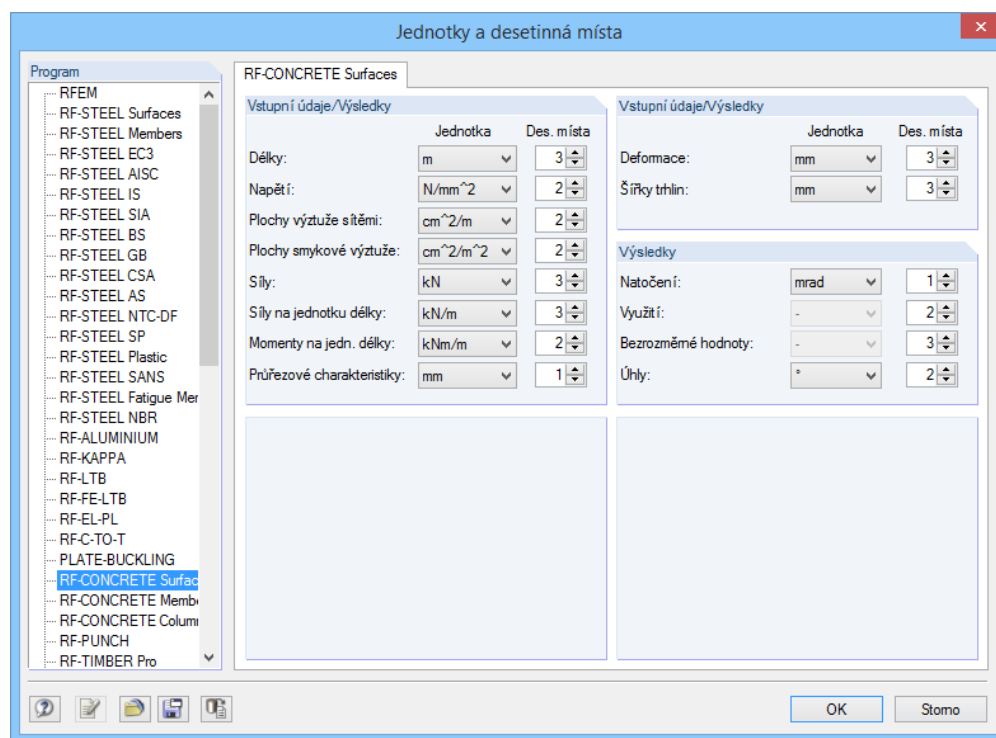 Jednotky a desetinná místa
Program
RFEM
RF-STEEL Surfaces
RF-STEEL Members
RF-STEEL EC3
RF-STEEL AISC
RF-STEEL IS
RF-STEEL SIA
RF-STEEL BS
RF-STEEL GB
RF-STEEL CSA
RF-STEEL AS
RF-STEEL NTC-DF
RF-STEEL SP
RF-STEEL Plastic
RF-STEEL SANS
RF-STEEL Fatigue Mer
RF-STEEL NBR
RF-ALUMINIUM
RF-KAPPA
RF-LTB
RF-FE-LTB
RF-EL-PL
RF-C-TO-T
PLATE-BUCKLING
RF-CONCRETE Surfac
RF-CONCRETE Memb
RF-CONCRETE Colum
RF-PUNCH
RF-TIMBER Pro
RF-CONCRETE Surfaces
Vstupní údaje/Výsledky
Jednotka Des. místa
Délky: m 3
Napětí: N/mm^2 2
Plochy výztuže sítěmi: cm^2/m 2
Plochy smykové výztuže: cm^2/m^2 2
Síly: kN 3
Síly na jednotku délky: kN/m 3
Momenty na jedn. délky: kNm/m 2
Průřezové charakteristiky: mm 1
Vstupní údaje/Výsledky
Jednotka Des. místa
Deformace: mm 3
Šířky trhlin: mm 3
Výsledky
Natočení: mrad 1
Využití: - 2
Bezrozměrné hodnoty: - 3
Úhly: ° 2
OK Storno